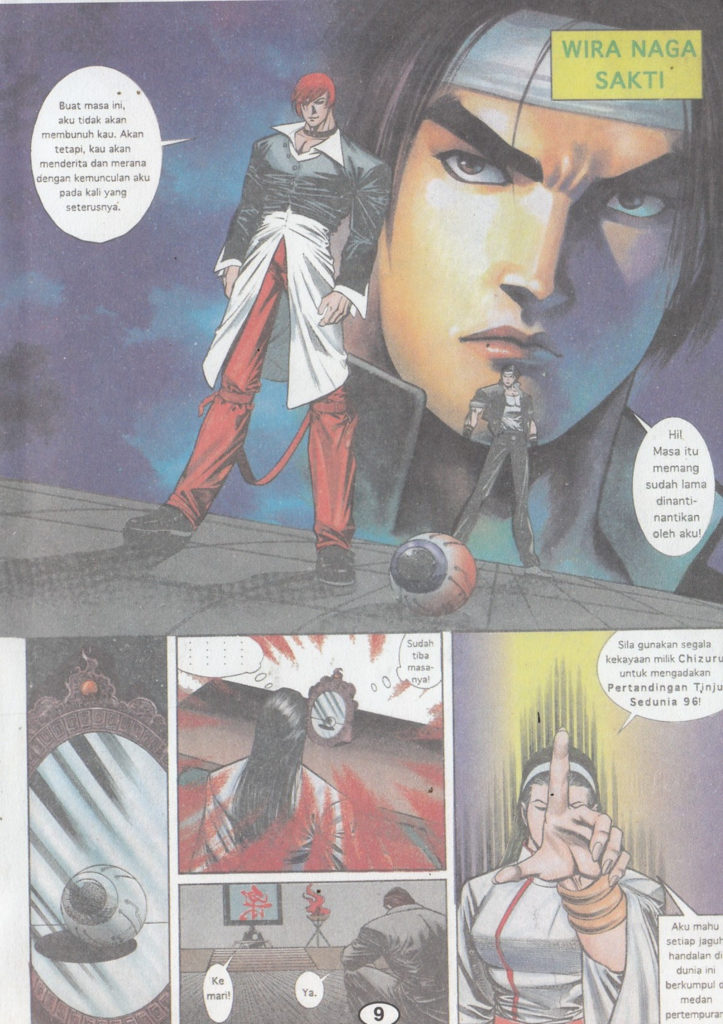 WIRA NAGA
SAKTI
Buat masa ini,
aku tidak akan
membunuh kau. Akan
tetapi, kau akan
menderita dan merana
dengan kemunculan aku
pada kali yang
seterusnya.
Hi!
Masa itu
memang
sudah lama
dinanti-
nantikan
oleh aku!
. . . . . .
. . . . . .
Sudah
tiba
masa-
nya!
Sila gunakan segala
kekayaan milik Chizuru
untuk mengadakan
Pertandingan Tinju
Sedunia 96!
Ke
mari!
Ya.
Aku mahu
setiap jaguh
handalan di
dunia ini
berkumpul
medan
pertempuran
9